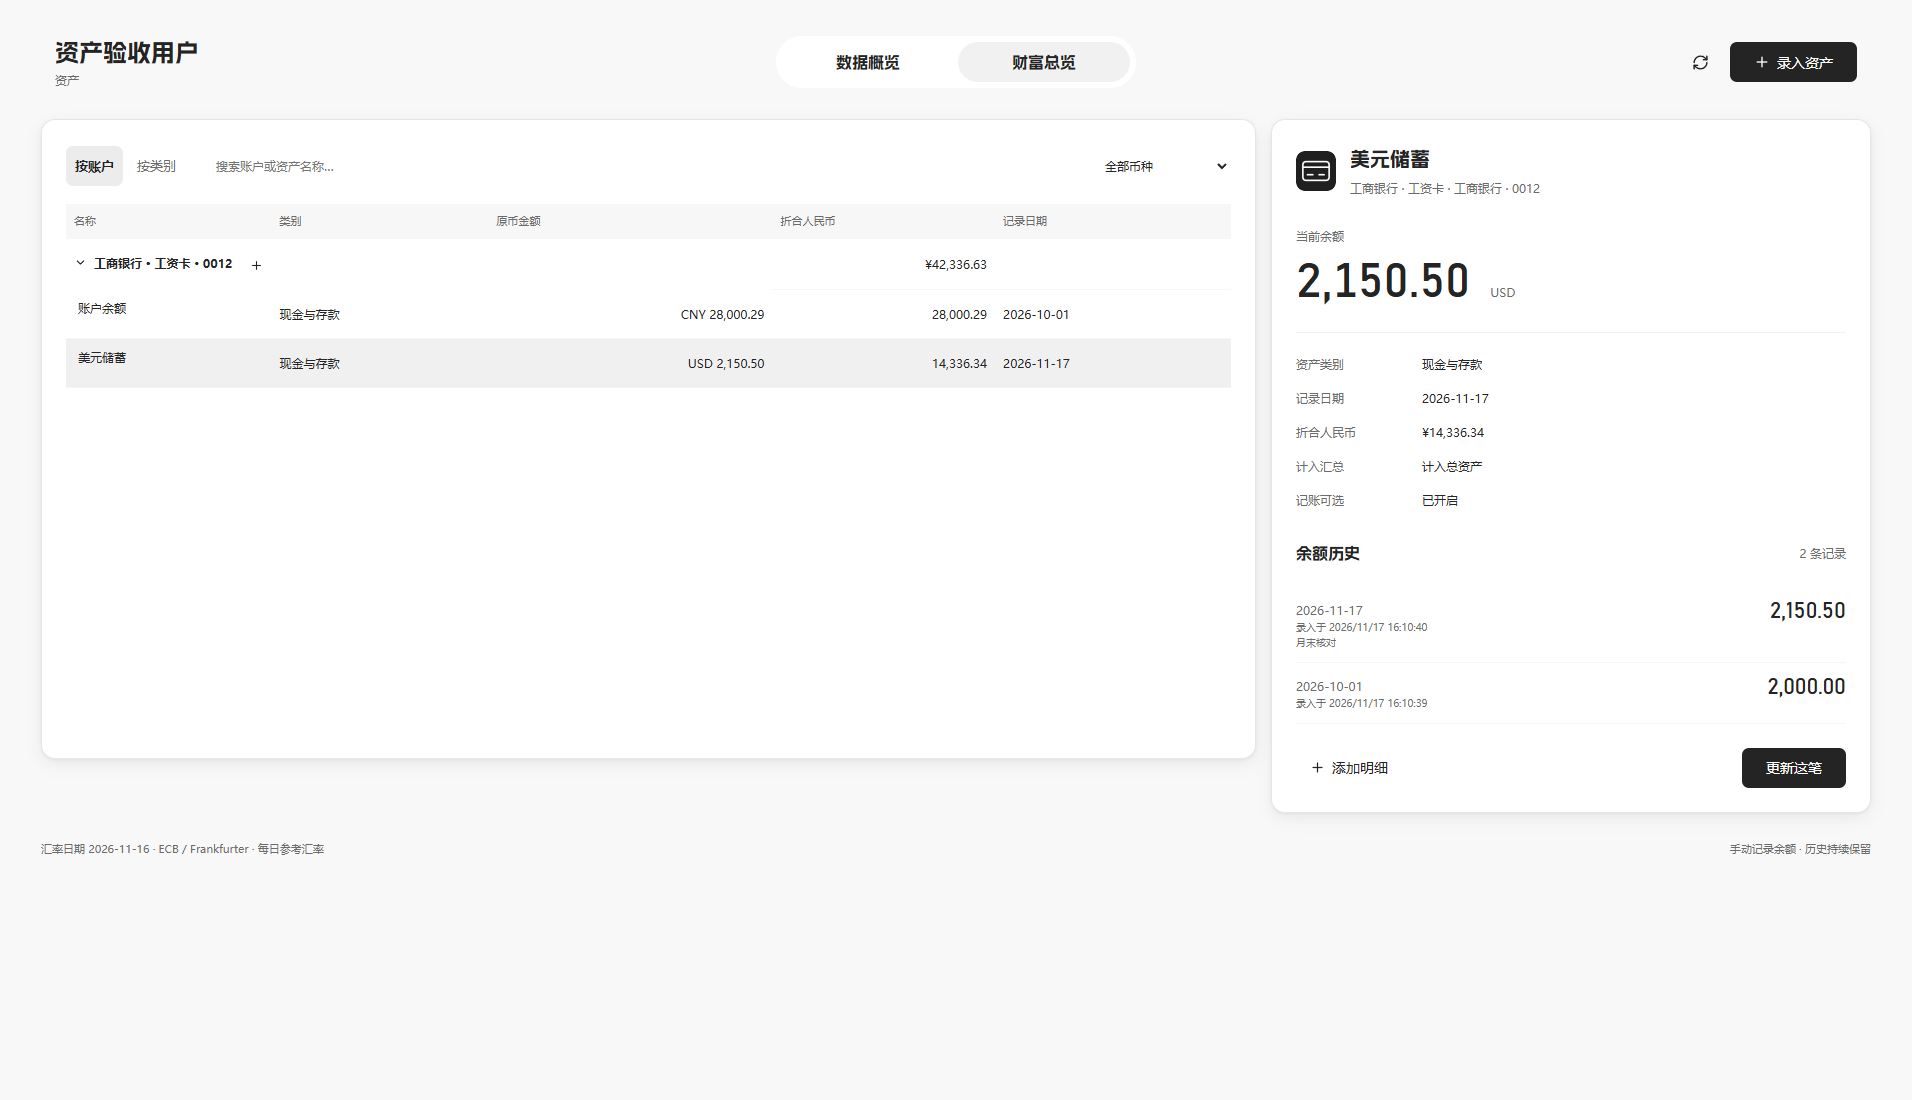 资产验收用户
资产
数据概览
财富总览
录入资产
按账户
按类别
搜索账户或资产名称...
全部币种
名称 类别 原币金额 折合人民币 记录日期
工商银行 • 工资卡 • 0012 ¥42,336.63
账户余额 现金与存款 CNY 28,000.29 28,000.29 2026-10-01
美元储蓄 现金与存款 USD 2,150.50 14,336.34 2026-11-17
美元储蓄
工商银行 · 工资卡 · 工商银行 · 0012
当前余额
2,150.50 USD
资产类别 现金与存款
记录日期 2026-11-17
折合人民币 ¥14,336.34
计入汇总 计入总资产
记账可选 已开启
余额历史 2 条记录
2026-11-17 2,150.50
录入于 2026/11/17 16:10:40
月末核对
2026-10-01 2,000.00
录入于 2026/11/17 16:10:39
添加明细
更新这笔
汇率日期 2026-11-16 · ECB / Frankfurter · 每日参考汇率
手动记录余额 · 历史持续保留